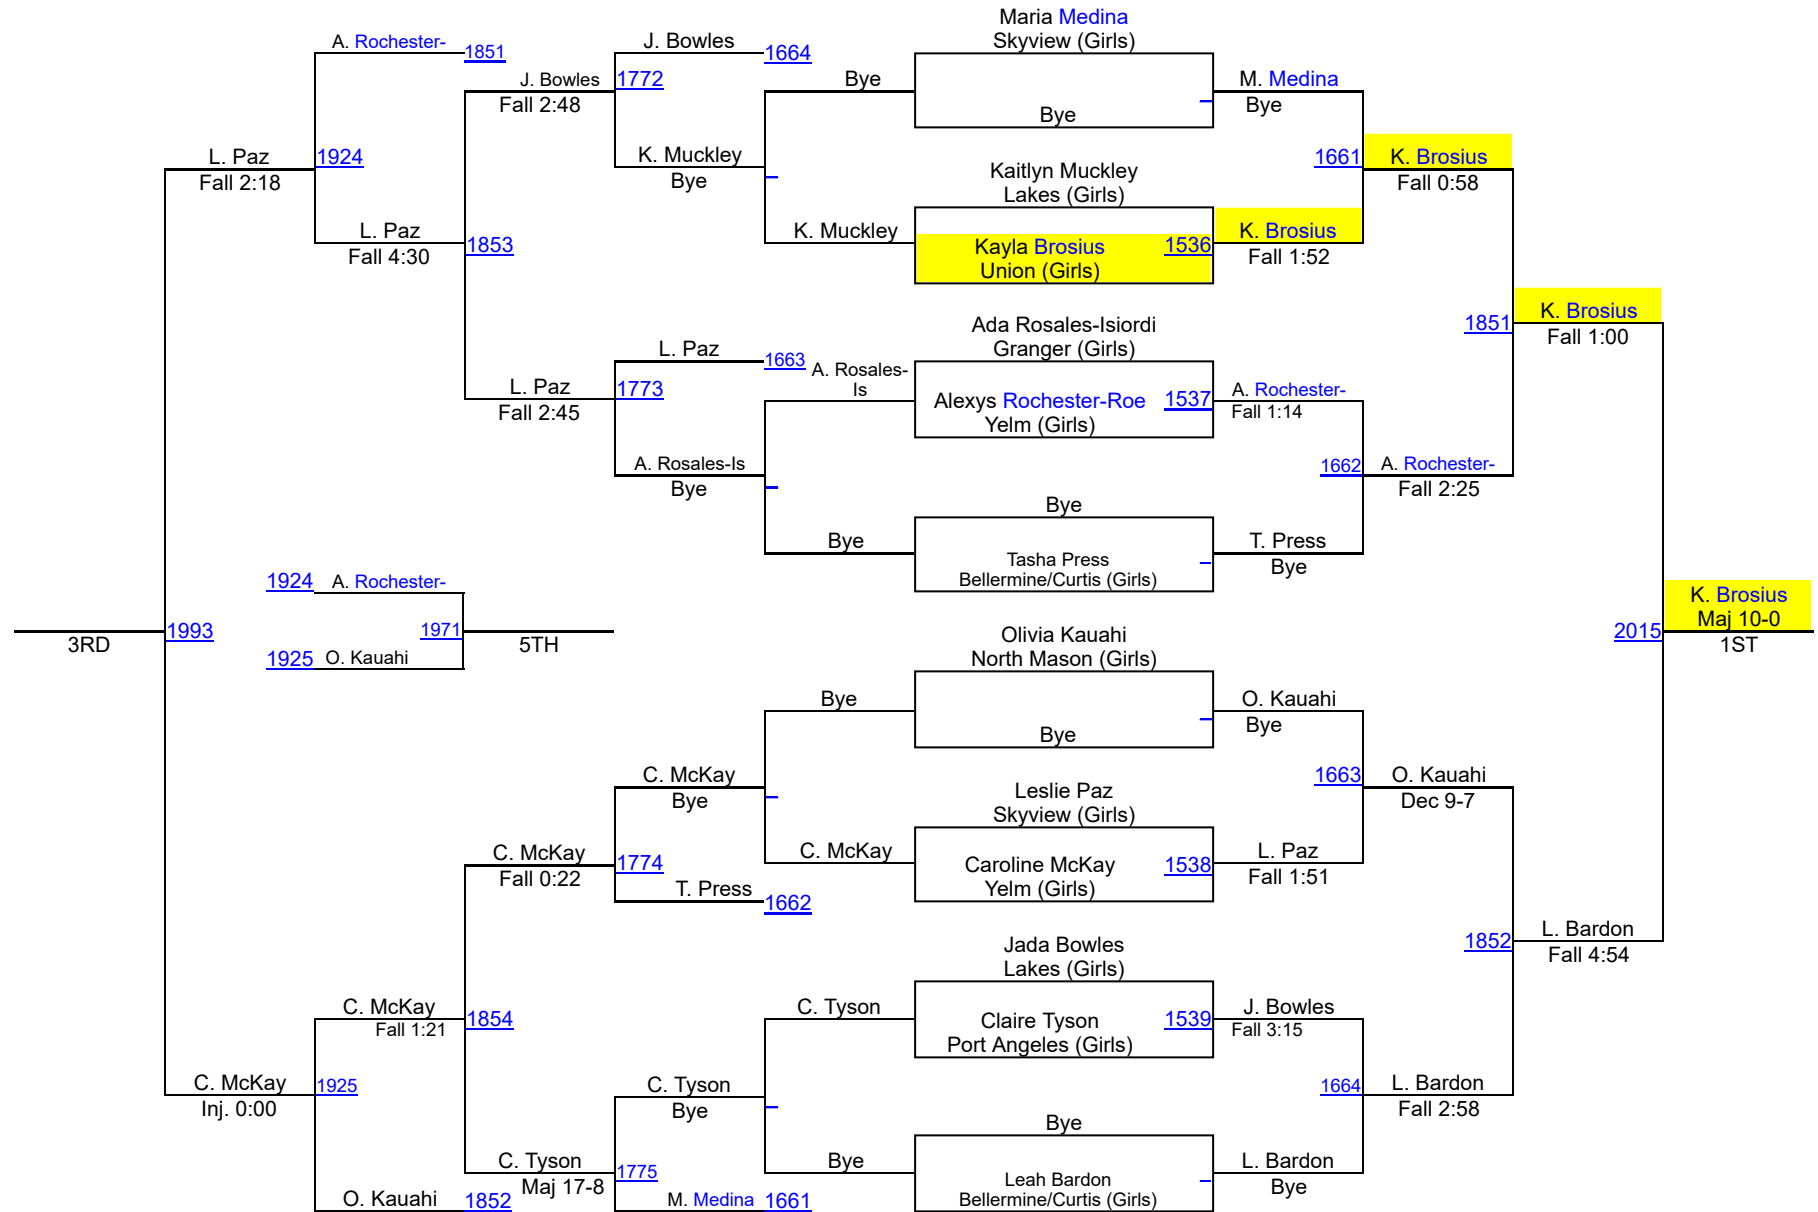 Maria Medina
Skyview (Girls)
A. Rochester- 1851
J. Bowles 1664
J. Bowles 1772
Fall 2:48
Bye
M. Medina
Bye
Bye
L. Paz 1924
Fall 2:18
K. Muckley
Bye
Kaitlyn Muckley
Lakes (Girls)
1661 K. Brosius
Fall 0:58
L. Paz
Fall 4:30
1853
K. Muckley
Kayla Brosius 1536
Union (Girls)
K. Brosius
Fall 1:52
K. Brosius
1851
Fall 1:00
Ada Rosales-Isiordi
Granger (Girls)
L. Paz 1663
A. Rosales-
Is
L. Paz 1773
Fall 2:45
Alexys Rochester-Roe 1537
Yelm (Girls)
A. Rochester-
Fall 1:14
A. Rosales-Is
Bye
1662 A. Rochester-
Fall 2:25
Bye
Bye
Tasha Press
Bellermine/Curtis (Girls)
T. Press
Bye
1924 A. Rochester-
K. Brosius
Maj 10-0
3RD
1993
1971
5TH
2015
1ST
1925 O. Kauahi
Olivia Kauahi
North Mason (Girls)
Bye
O. Kauahi
Bye
Bye
C. McKay
Bye
Leslie Paz
Skyview (Girls)
1663 O. Kauahi
Dec 9-7
C. McKay
Fall 0:22
1774
C. McKay
Caroline McKay 1538
Yelm (Girls)
L. Paz
Fall 1:51
T. Press 1662
Jada Bowles
Lakes (Girls)
1852 L. Bardon
Fall 4:54
C. McKay
Fall 1:21
1854
C. Tyson
Claire Tyson 1539
Port Angeles (Girls)
J. Bowles
Fall 3:15
C. McKay 1925
Inj. 0:00
C. Tyson
Bye
1664 L. Bardon
Fall 2:58
Bye
C. Tyson 1775
Maj 17-8
Bye
Leah Bardon
Bellermine/Curtis (Girls)
L. Bardon
Bye
O. Kauahi 1852
M. Medina 1661